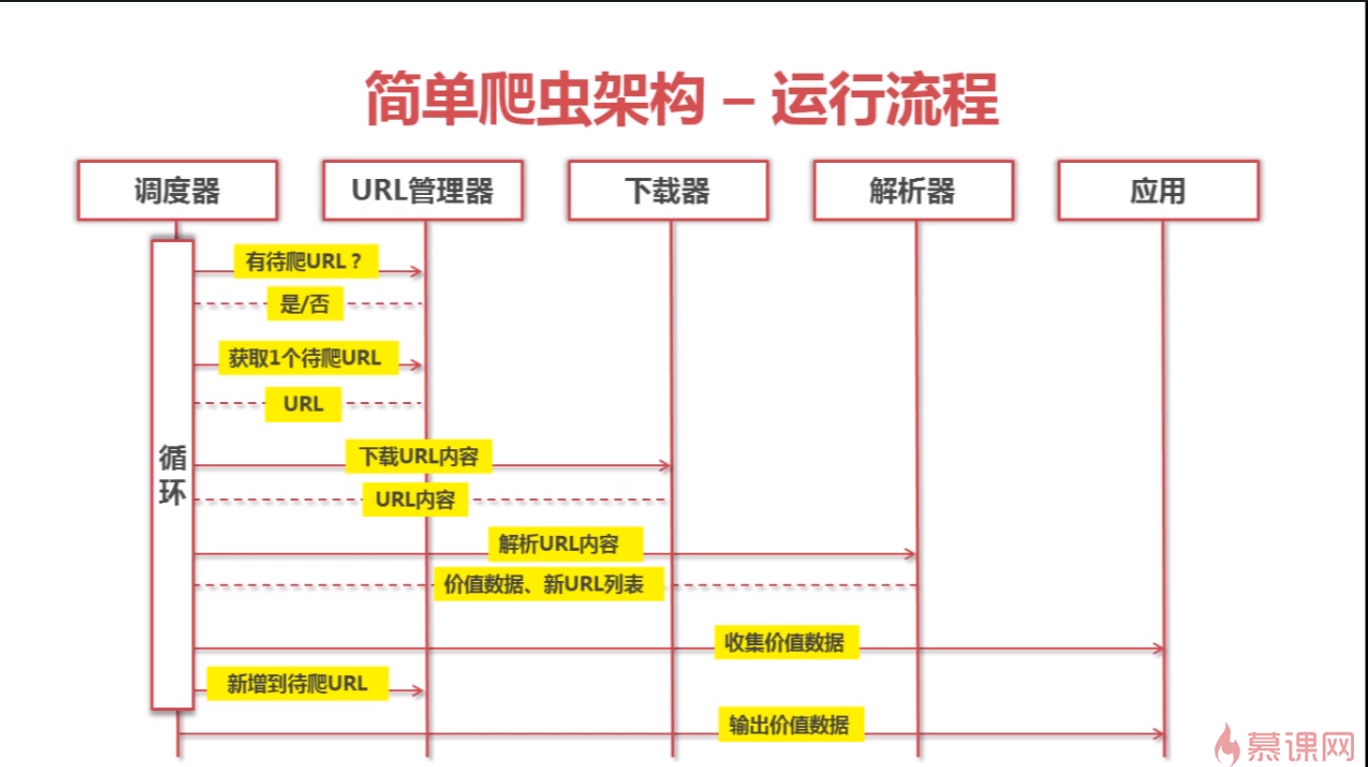 简单爬虫架构 – 运行流程
调度器
URL管理器
下载器
解析器
应用
有待爬URL？
是/否
获取1个待爬URL
URL
循
环
下载URL内容
URL内容
解析URL内容
价值数据、新URL列表
收集价值数据
新增到待爬URL
输出价值数据
慕课网